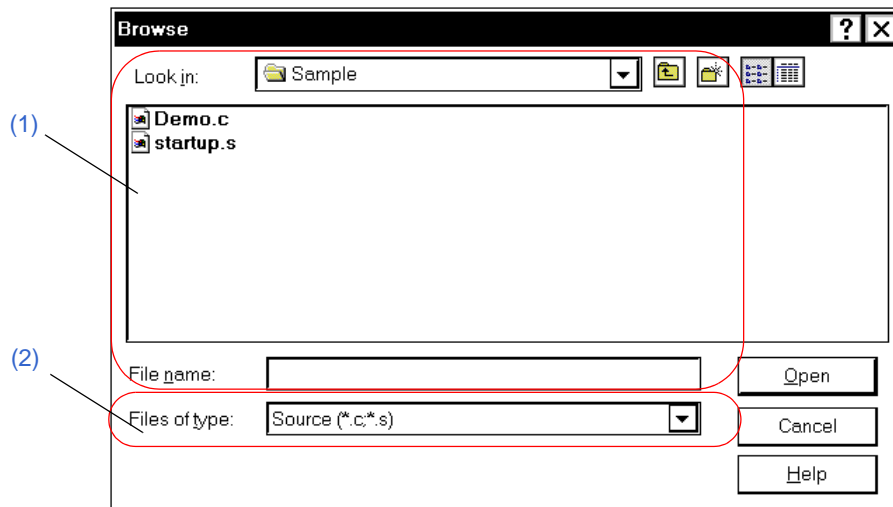 Browse
?
Look in: Sample
(1)
Demo.c
startup.s
(2)
File name: Open
Files of type: Source (*.c;*.s)
Cancel
Help